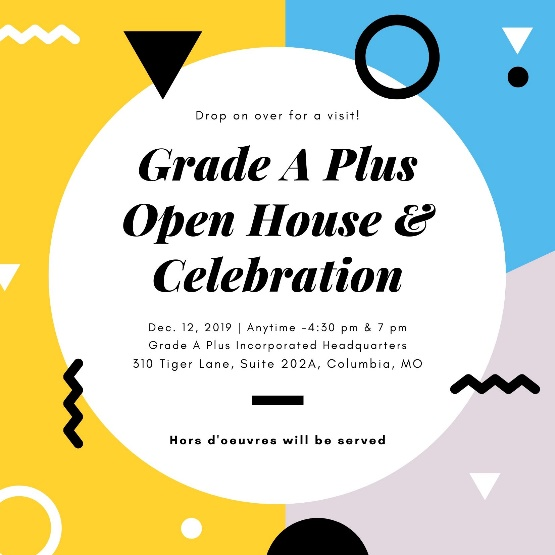 Drop on over for a visit!
Grade A Plus
Open House &
Celebration
Dec. 12, 2019 | Anytime -4:30 pm & 7 pm
Grade A Plus Incorporated Headquarters
310 Tiger Lane, Suite 202A, Columbia, MO
Hors d'oeuvres will be served